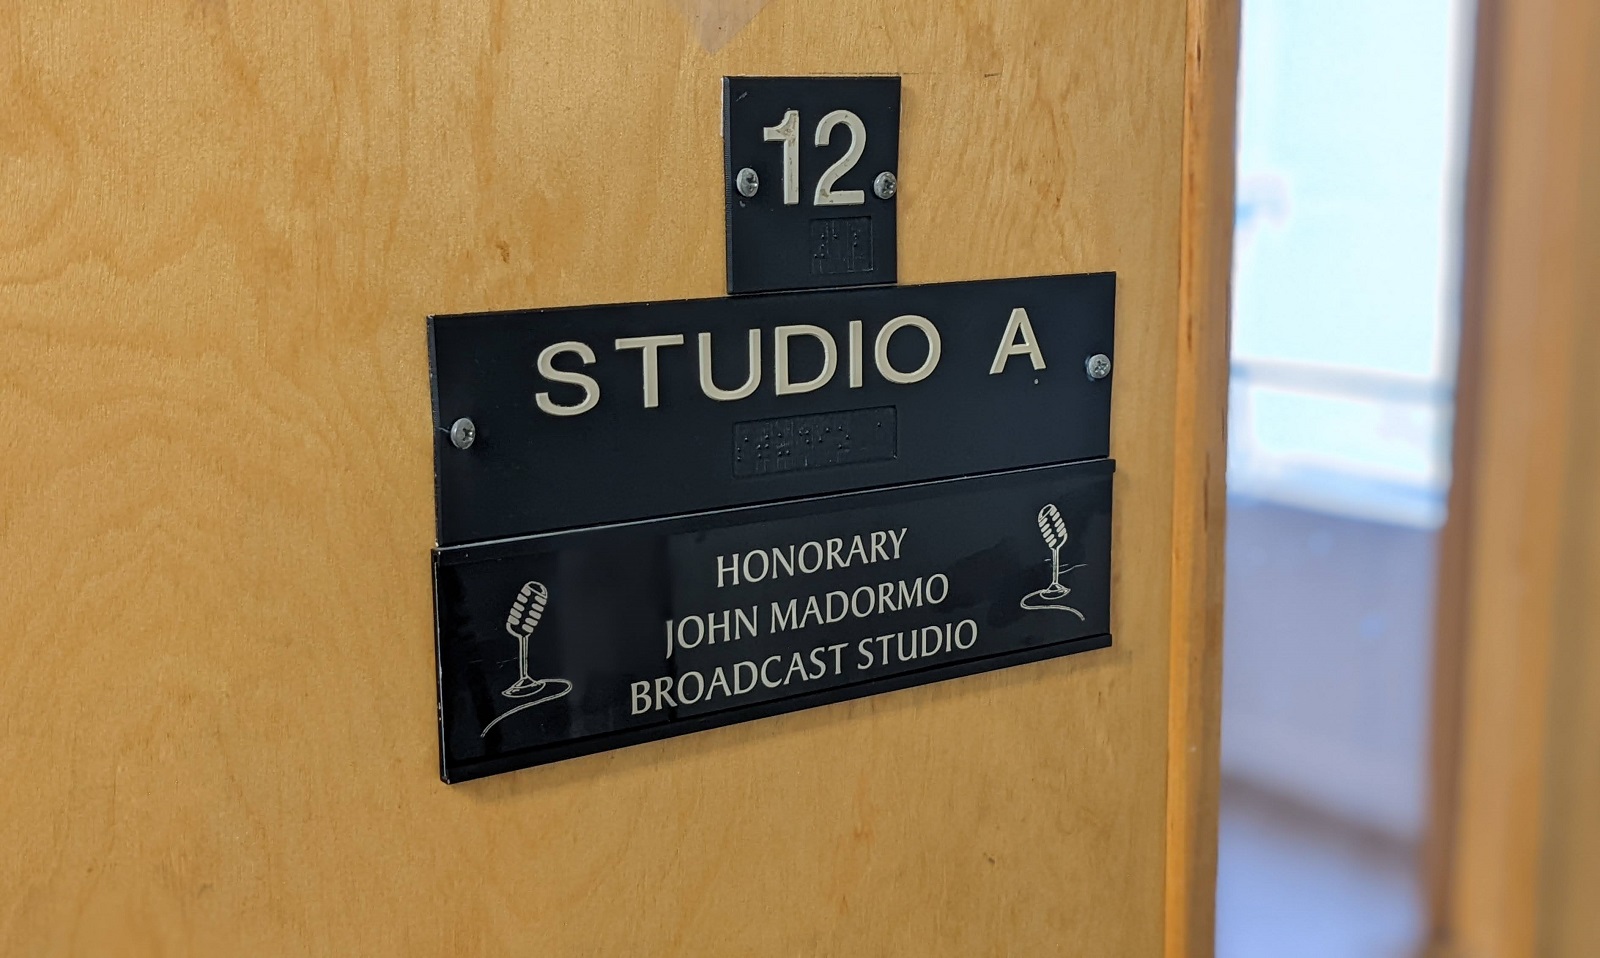 12
STUDIO A
HONORARY
JOHN MADORMO
BROADCAST STUDIO